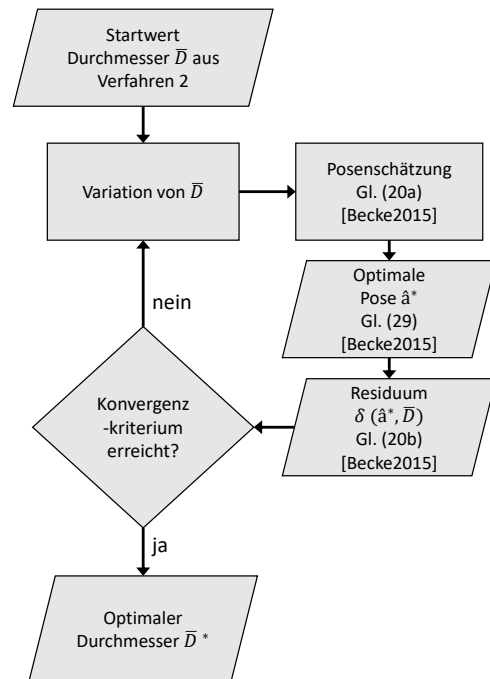 Startwert
Durchmesser D̅ aus
Verfahren 2
Variation von D̅
Posenschätzung
Gl. (20a)
[Becke2015]
Optimale
Pose â*
Gl. (29)
[Becke2015]
nein
Residuum
δ (â*, D̅)
Gl. (20b)
[Becke2015]
Konvergenz
-kriterium
erreicht?
ja
Optimaler
Durchmesser D̅ *